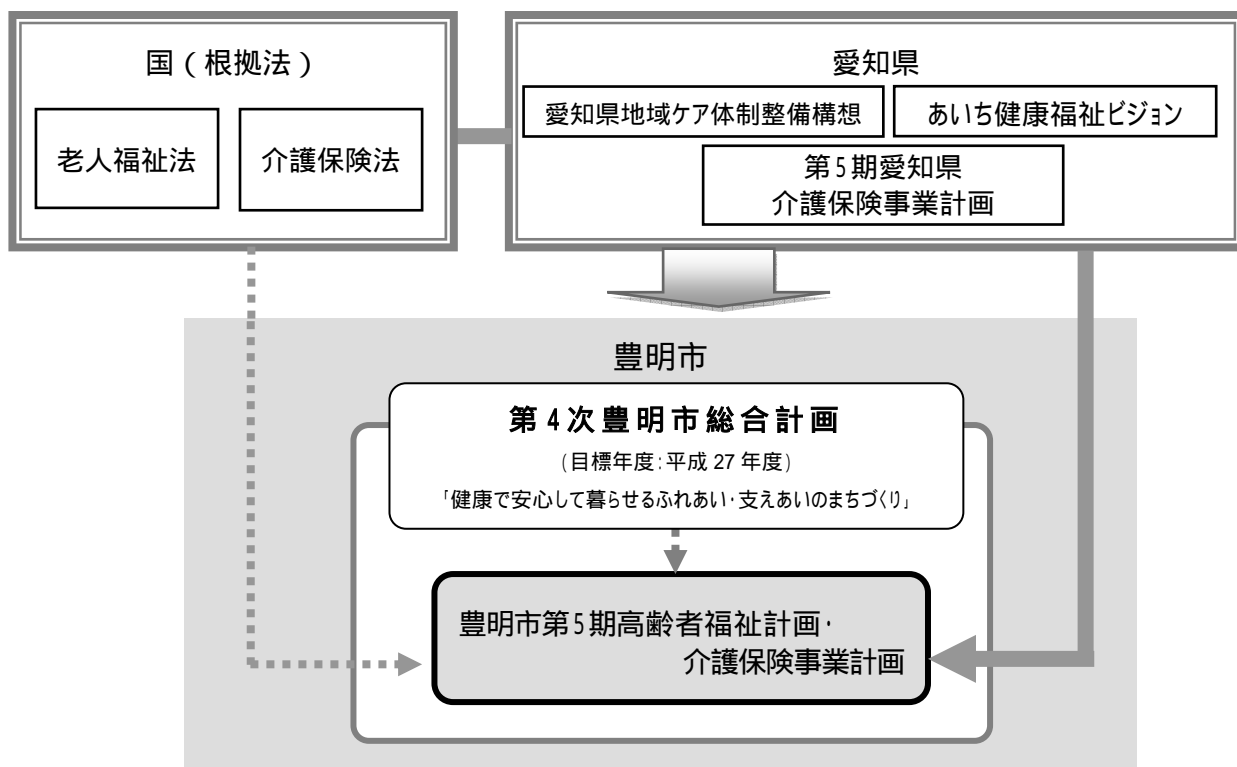 国（根拠法）
老人福祉法
介護保険法
愛知県
愛知県地域ケア体制整備構想
あいち健康福祉ビジョン
第5期愛知県
介護保険事業計画
豊明市
第4次豊明市総合計画
(目標年度:平成27年度)
「健康で安心して暮らせるふれあい・支えあいのまちづくり」
豊明市第5期高齢者福祉計画・
介護保険事業計画